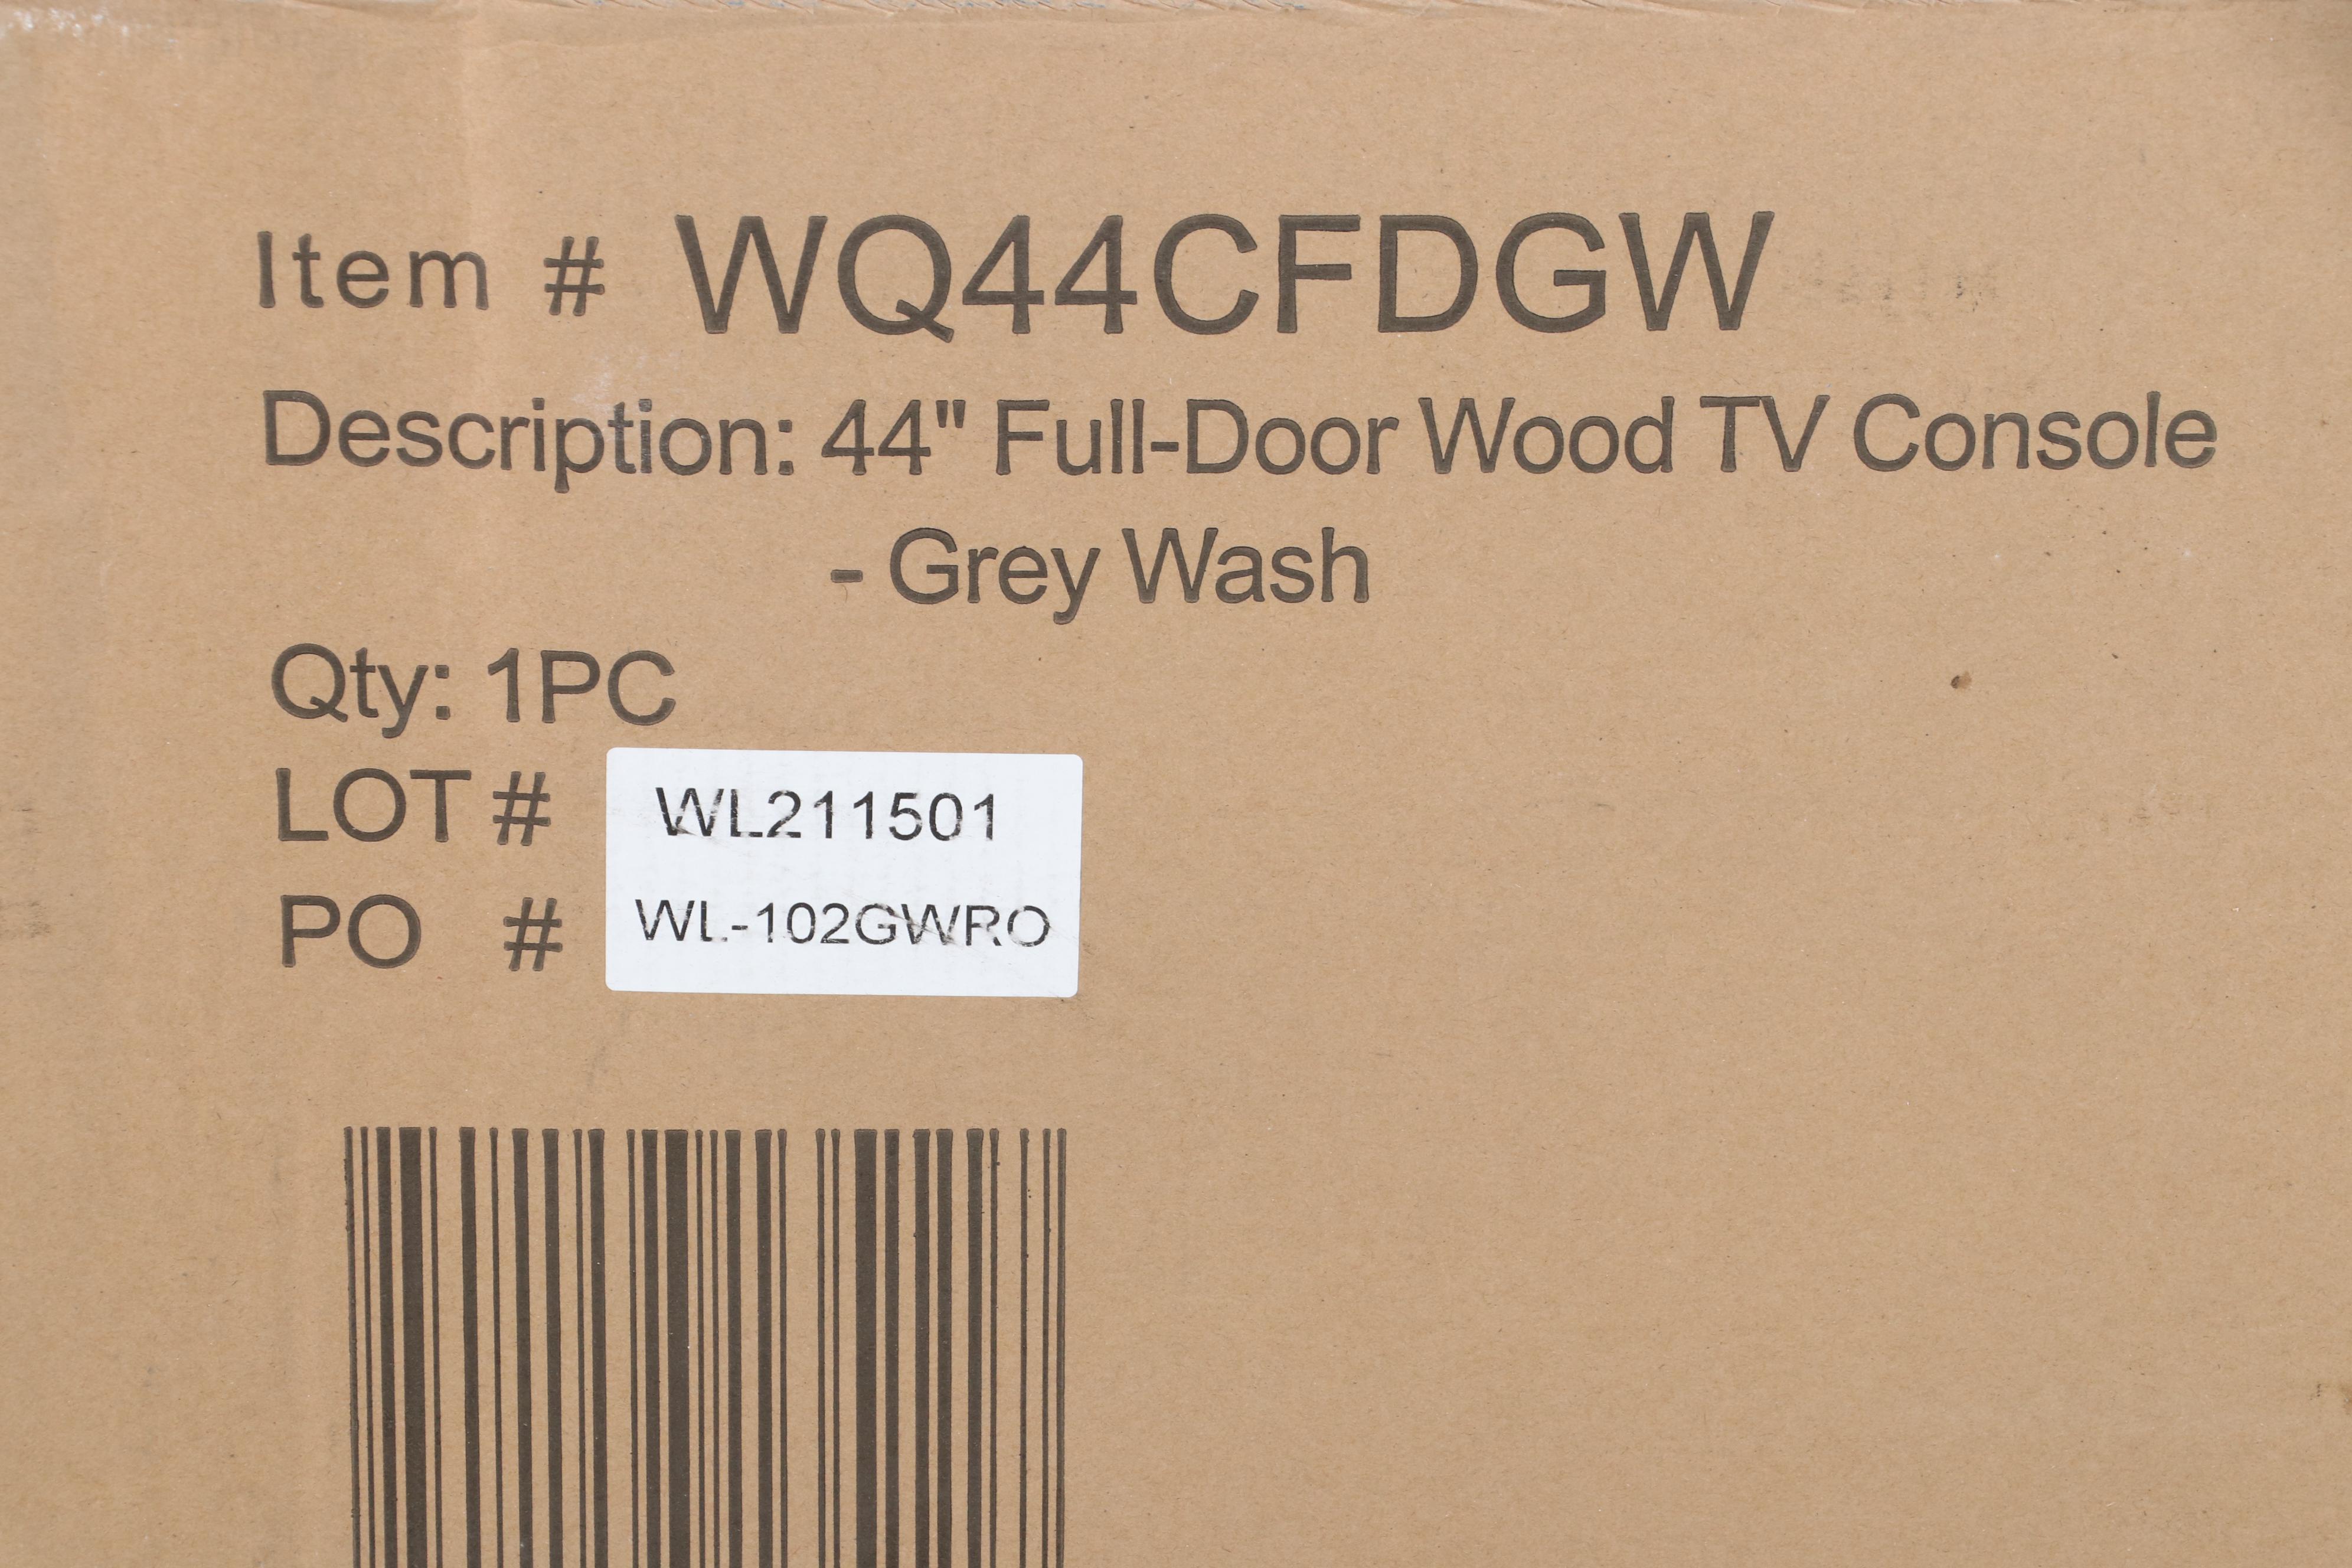 Item # WQ44CFDGW
Description: 44" Full-Door Wood TV Console
- Grey Wash
Qty: 1PC
LOT # WL211501
PO # WL-102GWRO